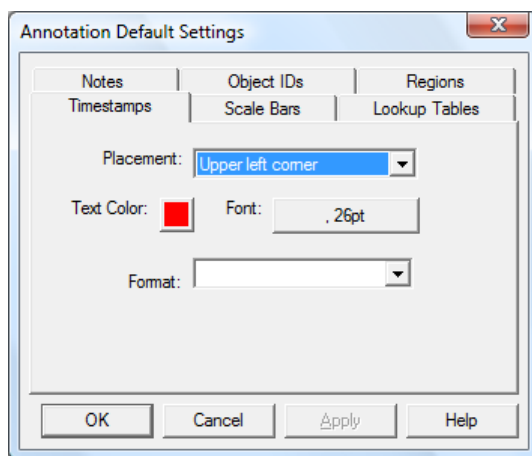 Annotation Default Settings
Notes Object IDs Regions
Timestamps Scale Bars Lookup Tables
Placement: Upper left corner
Text Color: Font: , 26pt
Format:
OK Cancel Apply Help